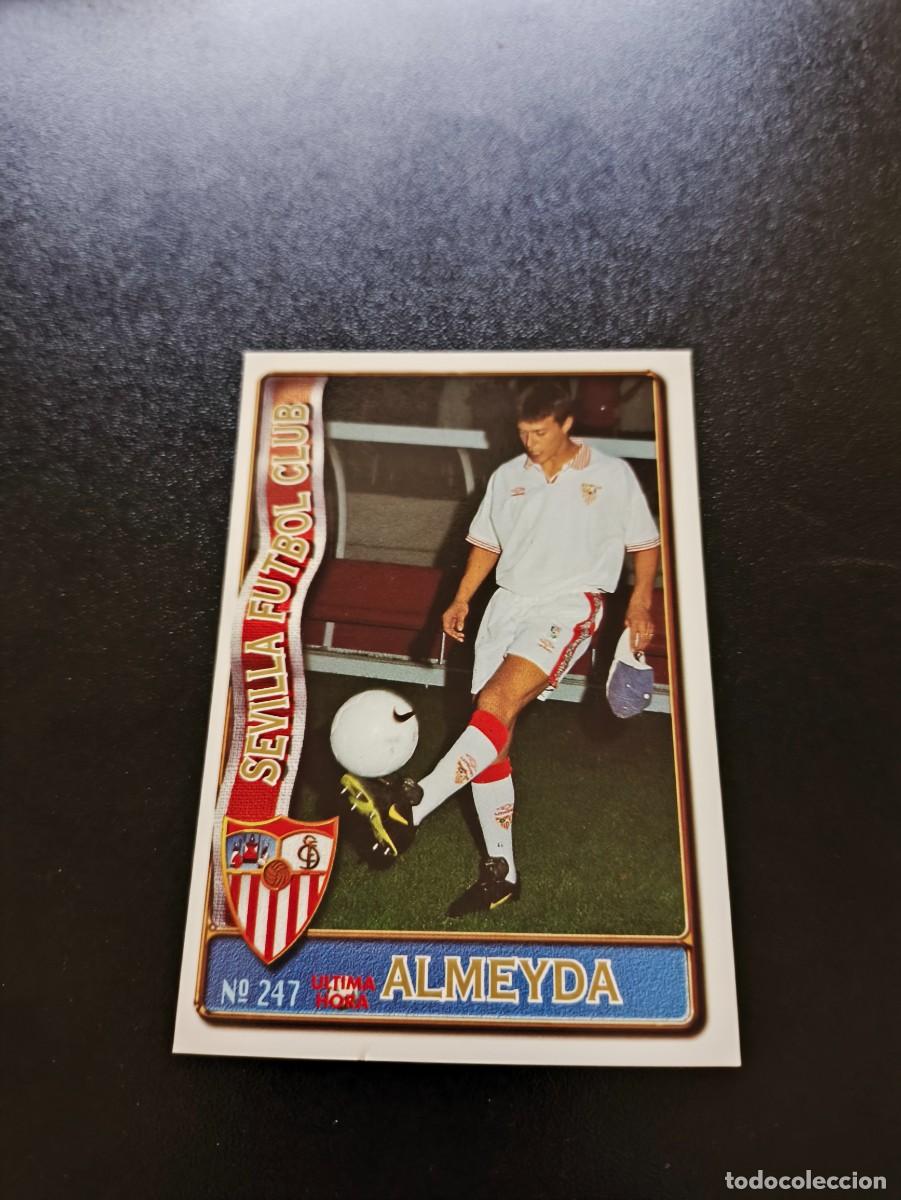 SEVILLA FUTBOL CLUB
Nº 247 ULTIMA HORA ALMEYDA
todocoleccion